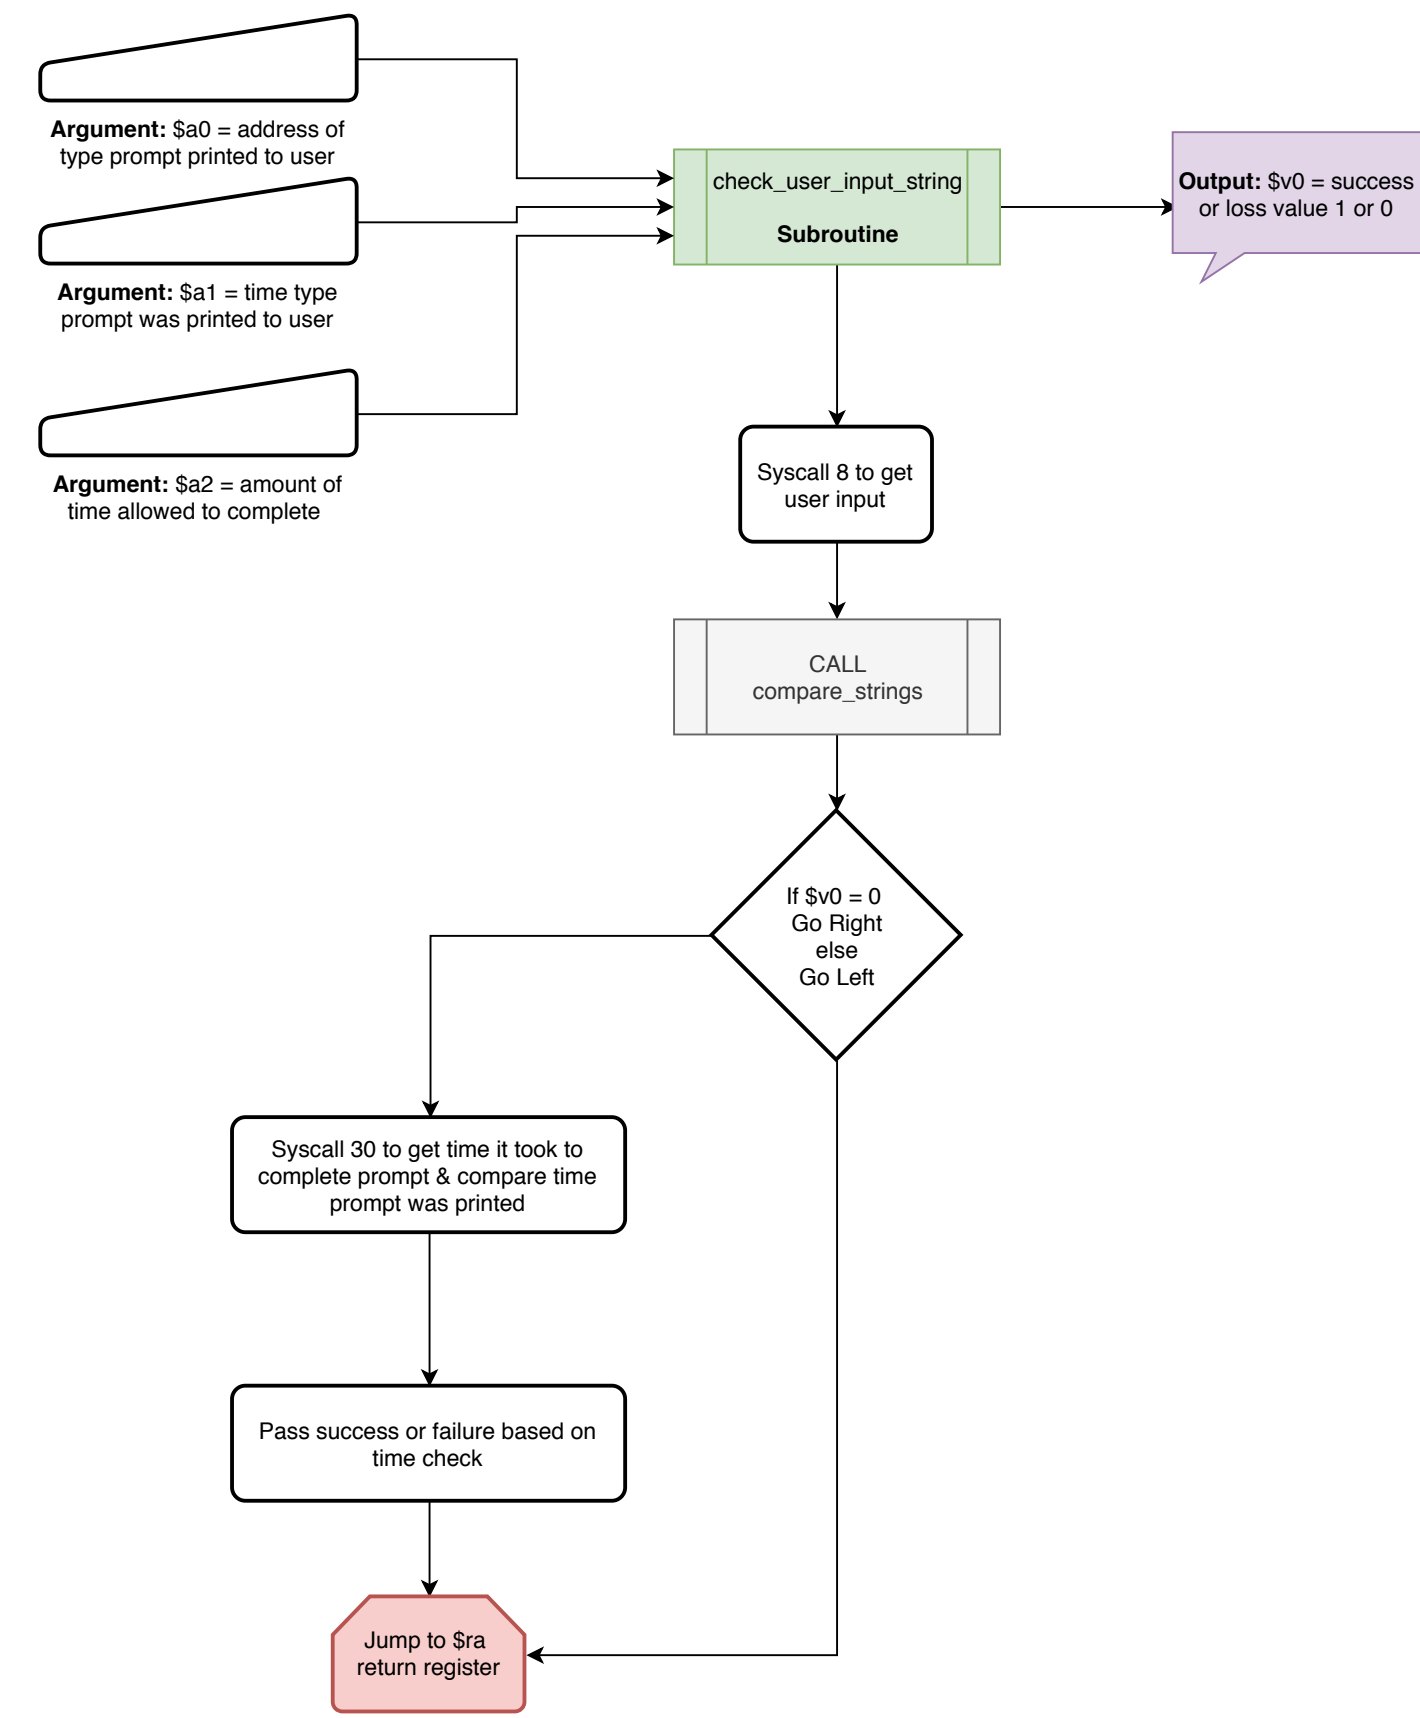 Argument: $a0 = address of
type prompt printed to user
Argument: $a1 = time type
prompt was printed to user
Argument: $a2 = amount of
time allowed to complete
check_user_input_string
Subroutine
Output: $v0 = success
or loss value 1 or 0
Syscall 8 to get
user input
CALL
compare_strings
If $v0 = 0
Go Right
else
Go Left
Syscall 30 to get time it took to
complete prompt & compare time
prompt was printed
Pass success or failure based on
time check
Jump to $ra
return register